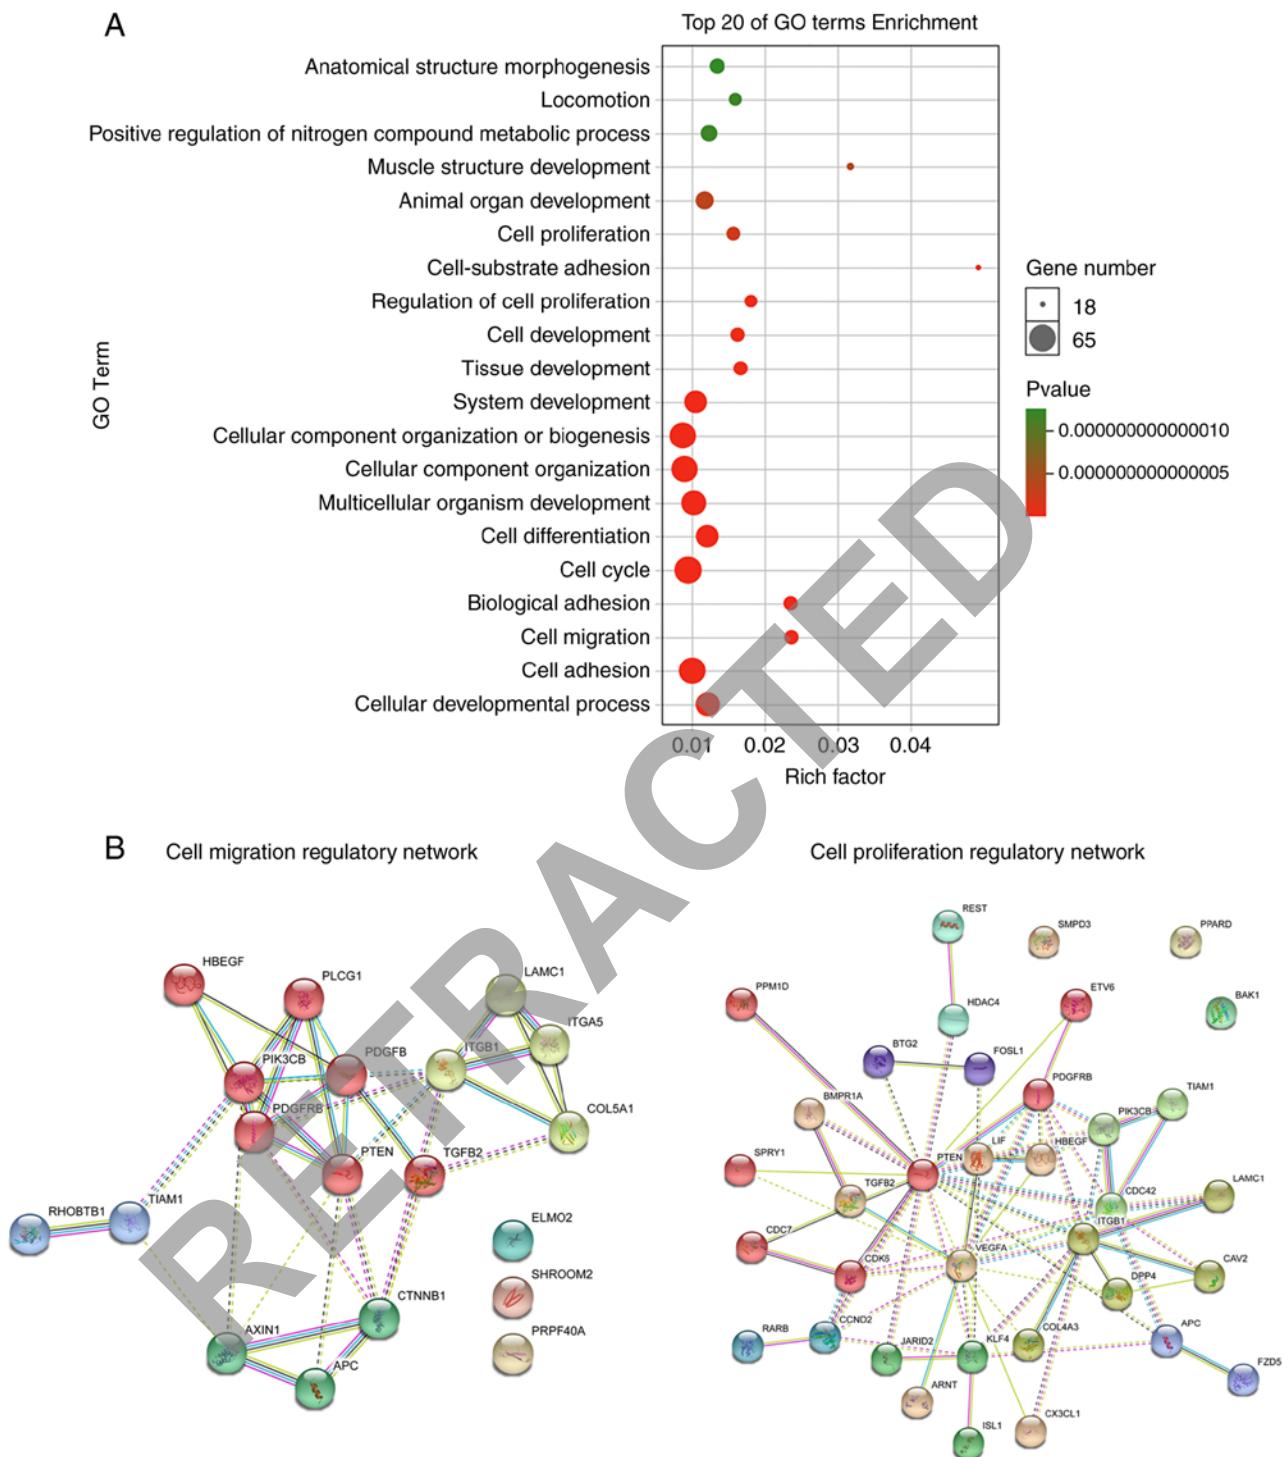 A
Top 20 of GO terms Enrichment
Anatomical structure morphogenesis
Locomotion
Positive regulation of nitrogen compound metabolic process
Muscle structure development
Animal organ development
Cell proliferation
Cell-substrate adhesion
Regulation of cell proliferation
Cell development
Tissue development
System development
Cellular component organization or biogenesis
Cellular component organization
Multicellular organism development
Cell differentiation
Cell cycle
Biological adhesion
Cell migration
Cell adhesion
Cellular developmental process
GO Term
0.01 0.02 0.03 0.04
Rich factor
Gene number
18
65
Pvalue
0.000000000000010
0.000000000000005
RETRACTED
B
Cell migration regulatory network
HBEGF
PLCG1
LAMC1
ITGA5
PIK3CB
PDGFB
ITGB1
PDGFRB
COL5A1
PTEN
TGFB2
RHOBTB1
TIAM1
ELMO2
SHROOM2
CTNNB1
AXIN1
PRPF40A
APC
Cell proliferation regulatory network
REST
SMPD3
PPARD
PPM1D
HDAC4
ETV6
BAK1
BTG2
FOSL1
PDGFRB
BMPR1A
PIK3CB
TIAM1
SPRY1
PTEN
LIF
HBEGF
TGFB2
CDC42
LAMC1
CDC7
ITGB1
CDK6
VEGFA
DPP4
CAV2
RARB
CCND2
JARID2
KLF4
COL4A3
APC
FZD5
ARNT
ISL1
CX3CL1